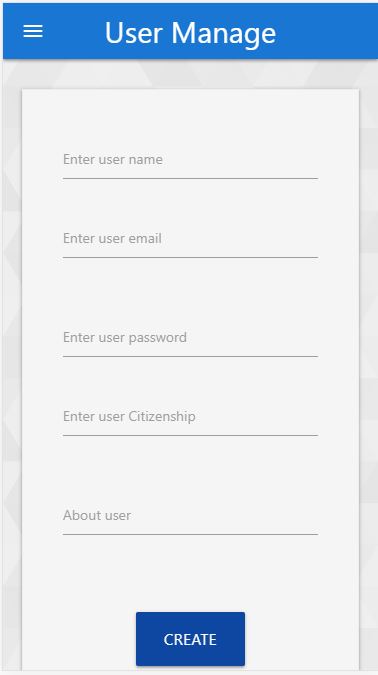 User Manage
Enter user name
Enter user email
Enter user password
Enter user Citizenship
About user
CREATE